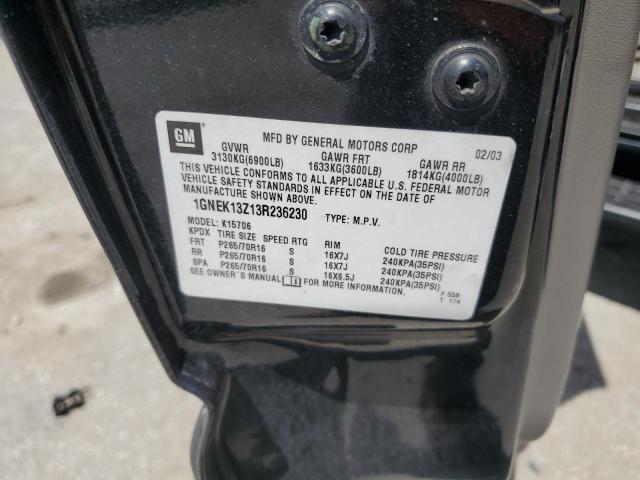 GM
MFD BY GENERAL MOTORS CORP 02/03
GVWR GAWR FRT GAWR RR
3130KG(6900LB) 1633KG(3600LB) 1814KG(4000LB)
THIS VEHICLE CONFORMS TO ALL APPLICABLE U.S. FEDERAL MOTOR
VEHICLE SAFETY STANDARDS IN EFFECT ON THE DATE OF
MANUFACTURE SHOWN ABOVE.
1GNEK13Z13R236230 TYPE: M.P.V.
MODEL: K15706
KPDX TIRE SIZE SPEED RTG RIM COLD TIRE PRESSURE
FRT P265/70R16 S 16X7J 240KPA(35PSI)
RR P265/70R16 S 16X7J 240KPA(35PSI)
SPA P265/70R16 S 16X6.5J 240KPA(35PSI)
SEE OWNER'S MANUAL FOR MORE INFORMATION.
F 558
T 174